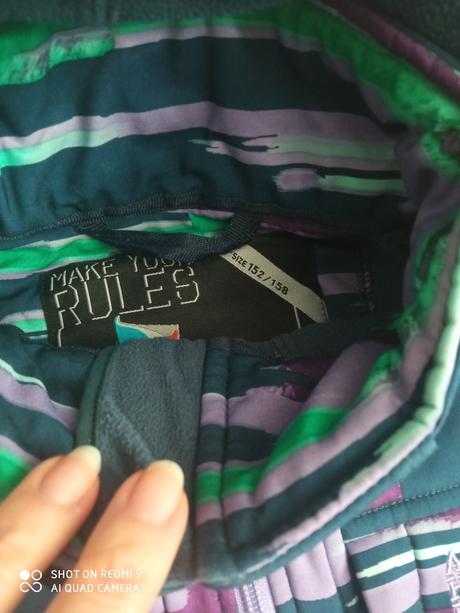 MAKE YOUR
RULES
SIZE 152/158
SHOT ON REDMI 9
AI QUAD CAMERA